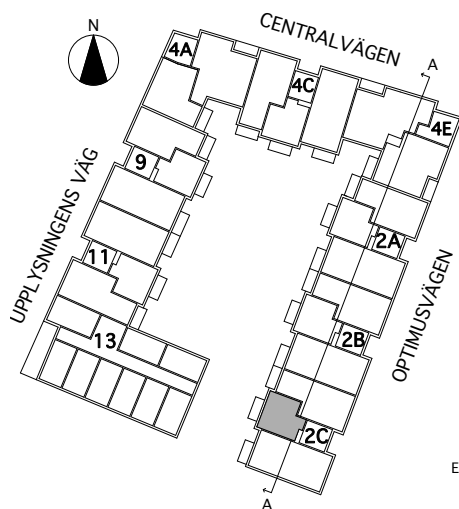 CENTRALVÄGEN
N
A
4A
4C
4E
9
UPPLYSNINGENS VÄG
2A
11
OPTIMUSVÄGEN
13
2B
2C
E
A